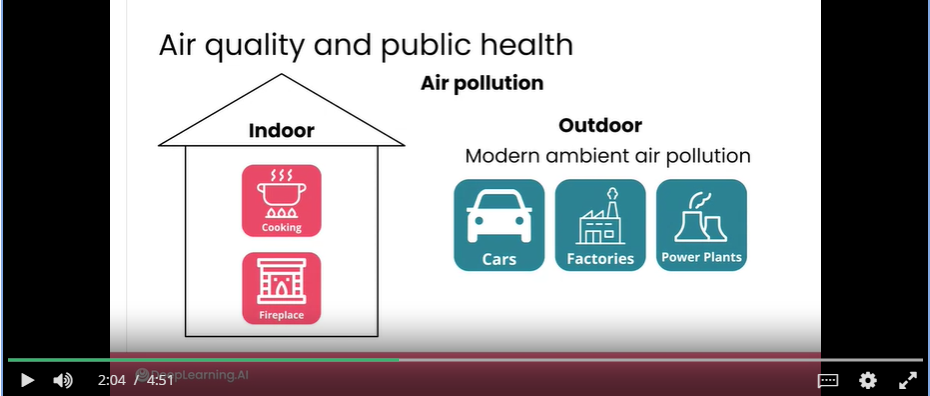 Air quality and public health
Air pollution
Indoor
Outdoor
Modern ambient air pollution
Cooking
Fireplace
Cars
Factories
Power Plants
DeepLearning.AI
2:04 / 4:51